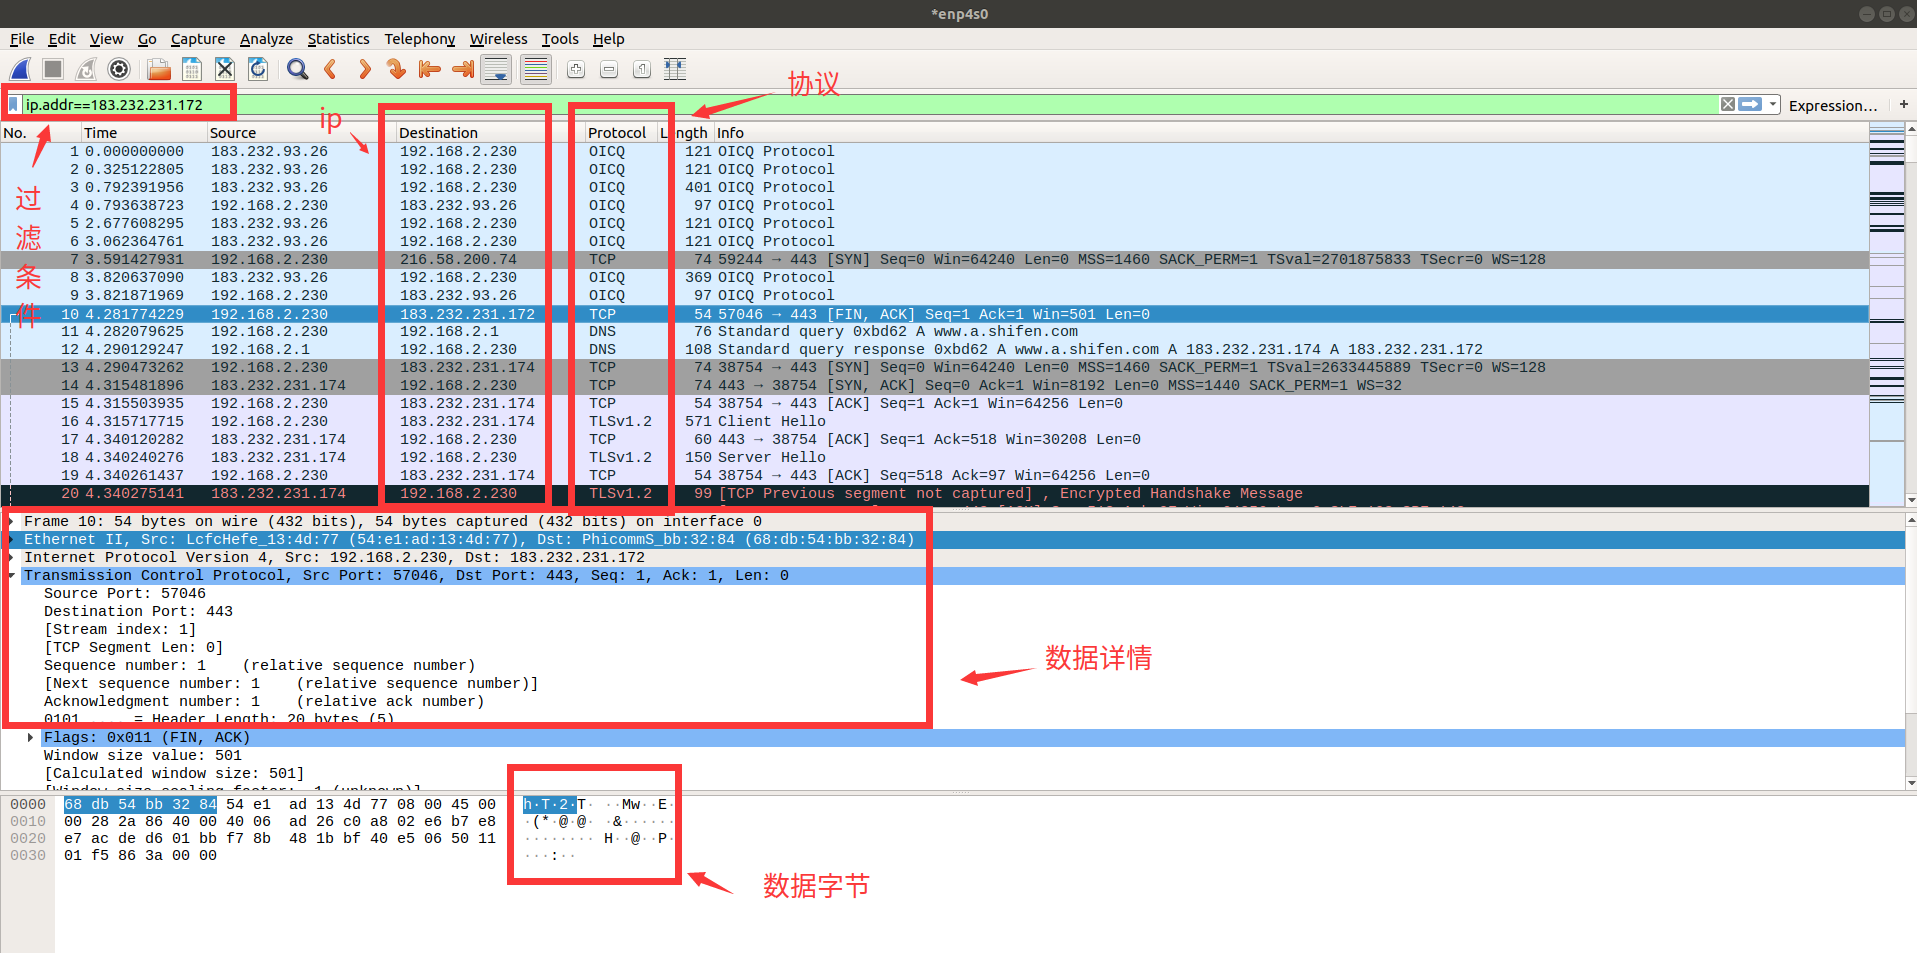 *enp4s0
File Edit View Go Capture Analyze Statistics Telephony Wireless Tools Help
协议
ip.addr==183.232.231.172 Expression… +
ip
No. Time Source Destination Protocol Length Info
1 0.000000000 183.232.93.26 192.168.2.230 OICQ 121 OICQ Protocol
2 0.325122805 183.232.93.26 192.168.2.230 OICQ 121 OICQ Protocol
3 0.792391956 183.232.93.26 192.168.2.230 OICQ 401 OICQ Protocol
4 0.793638723 192.168.2.230 183.232.93.26 OICQ 97 OICQ Protocol
5 2.677608295 183.232.93.26 192.168.2.230 OICQ 121 OICQ Protocol
6 3.062364761 183.232.93.26 192.168.2.230 OICQ 121 OICQ Protocol
7 3.591427931 192.168.2.230 216.58.200.74 TCP 74 59244 → 443 [SYN] Seq=0 Win=64240 Len=0 MSS=1460 SACK_PERM=1 TSval=2701875833 TSecr=0 WS=128
8 3.820637090 183.232.93.26 192.168.2.230 OICQ 369 OICQ Protocol
9 3.821871969 192.168.2.230 183.232.93.26 OICQ 97 OICQ Protocol
10 4.281774229 192.168.2.230 183.232.231.172 TCP 54 57046 → 443 [FIN, ACK] Seq=1 Ack=1 Win=501 Len=0
11 4.282079625 192.168.2.230 192.168.2.1 DNS 76 Standard query 0xbd62 A www.a.shifen.com
12 4.290129247 192.168.2.1 192.168.2.230 DNS 108 Standard query response 0xbd62 A www.a.shifen.com A 183.232.231.174 A 183.232.231.172
13 4.290473262 192.168.2.230 183.232.231.174 TCP 74 38754 → 443 [SYN] Seq=0 Win=64240 Len=0 MSS=1460 SACK_PERM=1 TSval=2633445889 TSecr=0 WS=128
14 4.315481896 183.232.231.174 192.168.2.230 TCP 74 443 → 38754 [SYN, ACK] Seq=0 Ack=1 Win=8192 Len=0 MSS=1440 SACK_PERM=1 WS=32
15 4.315503935 192.168.2.230 183.232.231.174 TCP 54 38754 → 443 [ACK] Seq=1 Ack=1 Win=64256 Len=0
16 4.315717715 192.168.2.230 183.232.231.174 TLSv1.2 571 Client Hello
17 4.340120282 183.232.231.174 192.168.2.230 TCP 60 443 → 38754 [ACK] Seq=1 Ack=518 Win=30208 Len=0
18 4.340240276 183.232.231.174 192.168.2.230 TLSv1.2 150 Server Hello
19 4.340261437 192.168.2.230 183.232.231.174 TCP 54 38754 → 443 [ACK] Seq=518 Ack=97 Win=64256 Len=0
20 4.340275141 183.232.231.174 192.168.2.230 TLSv1.2 99 [TCP Previous segment not captured] , Encrypted Handshake Message
过
滤
条
件
Frame 10: 54 bytes on wire (432 bits), 54 bytes captured (432 bits) on interface 0
Ethernet II, Src: LcfcHefe_13:4d:77 (54:e1:ad:13:4d:77), Dst: PhicommS_bb:32:84 (68:db:54:bb:32:84)
Internet Protocol Version 4, Src: 192.168.2.230, Dst: 183.232.231.172
Transmission Control Protocol, Src Port: 57046, Dst Port: 443, Seq: 1, Ack: 1, Len: 0
Source Port: 57046
Destination Port: 443
[Stream index: 1]
[TCP Segment Len: 0]
Sequence number: 1 (relative sequence number)
[Next sequence number: 1 (relative sequence number)]
Acknowledgment number: 1 (relative ack number)
0101 .... = Header Length: 20 bytes (5)
数据详情
Flags: 0x011 (FIN, ACK)
Window size value: 501
[Calculated window size: 501]
[Window size scaling factor: -1 (unknown)]
0000 68 db 54 bb 32 84 54 e1 ad 13 4d 77 08 00 45 00 h·T·2·T· ··Mw··E·
0010 00 28 2a 86 40 00 40 06 ad 26 c0 a8 02 e6 b7 e8 ·(*·@·@· ·&······
0020 e7 ac de d6 01 bb f7 8b 48 1b bf 40 e5 06 50 11 ········ H··@··P·
0030 01 f5 86 3a 00 00 ···:··
数据字节